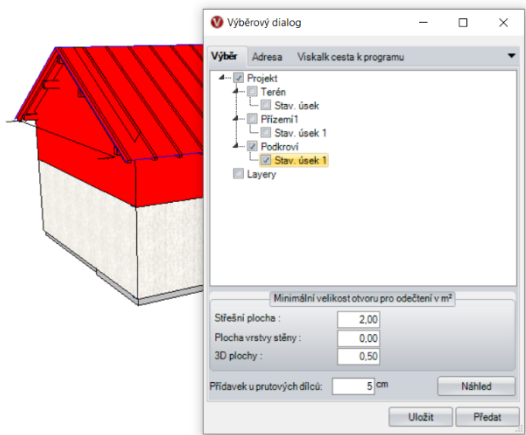 Výběrový dialog
Výběr Adresa Viskalk cesta k programu
Projekt
Terén
Stav. úsek
Přízemí1
Stav. úsek 1
Podkroví
Stav. úsek 1
Layery
Minimální velikost otvoru pro odečtení v m²
Střešní plocha : 2,00
Plocha vrstvy stěny : 0,00
3D plochy : 0,50
Přídavek u prutových dílců: 5 cm Náhled
Uložit Předat